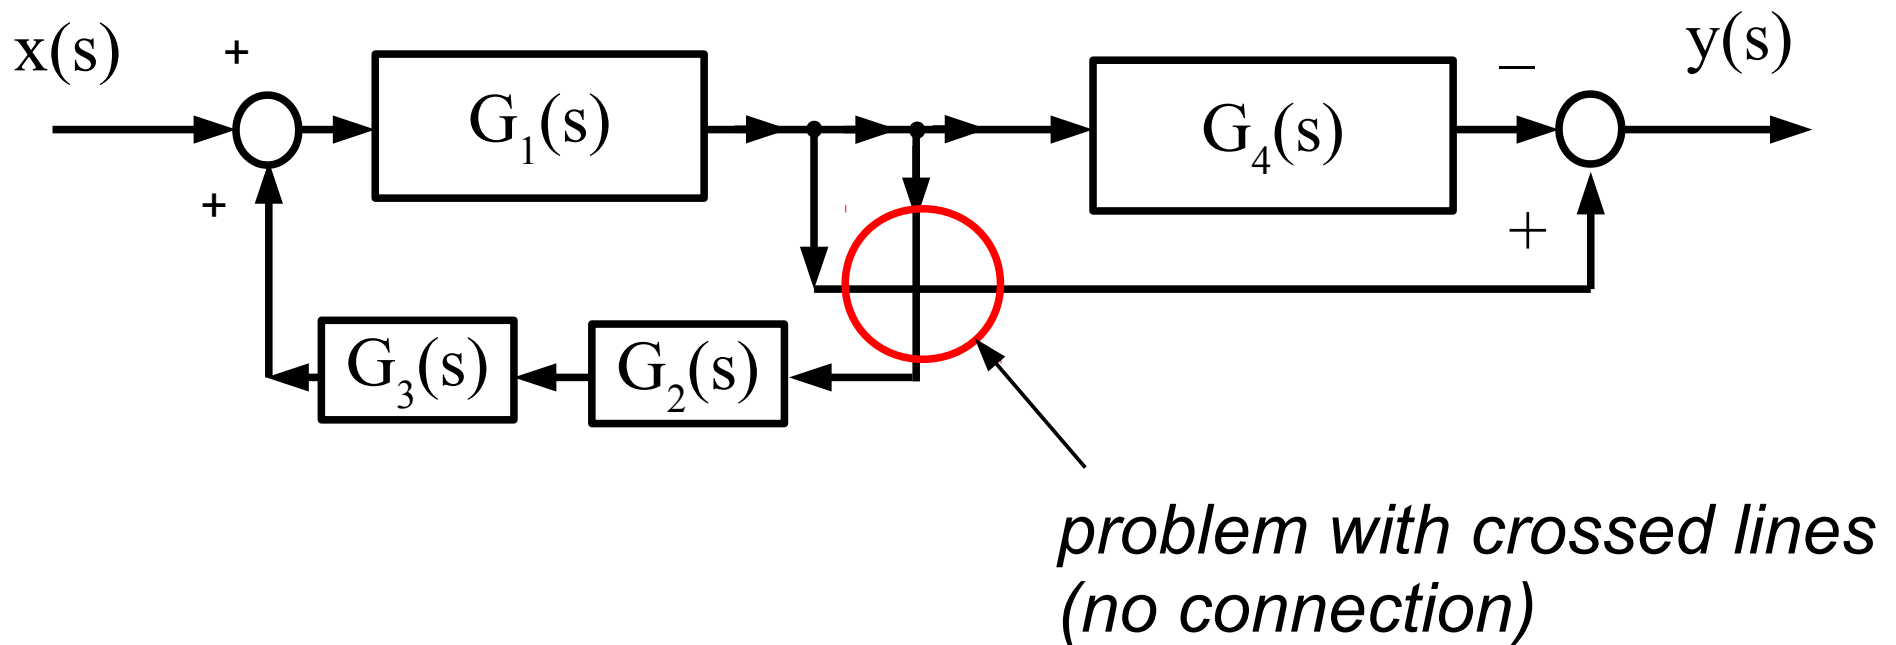 x(s)
+
G1(s)
G4(s)
−
y(s)
+
+
G3(s)
G2(s)
problem with crossed lines
(no connection)